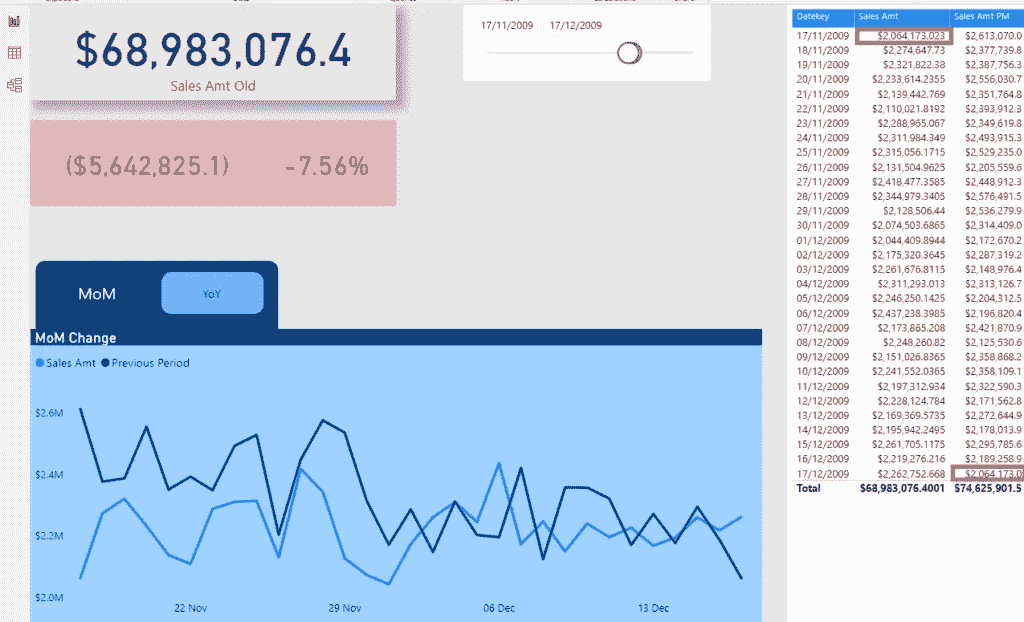 $68,983,076.4
Sales Amt Old
($5,642,825.1) -7.56%
17/11/2009 17/12/2009
MoM YoY
MoM Change
Sales Amt Previous Period
$2.6M
$2.4M
$2.2M
$2.0M
22 Nov 29 Nov 06 Dec 13 Dec
Datekey Sales Amt Sales Amt PM
17/11/2009 $2,064,173.023 $2,613,070.0
18/11/2009 $2,274,647.73 $2,377,739.8
19/11/2009 $2,321,822.38 $2,387,756.3
20/11/2009 $2,233,614.2355 $2,556,030.7
21/11/2009 $2,139,442.769 $2,351,764.8
22/11/2009 $2,110,021.8192 $2,393,912.3
23/11/2009 $2,288,965.067 $2,349,619.8
24/11/2009 $2,311,984.349 $2,493,915.3
25/11/2009 $2,315,056.1715 $2,529,235.0
26/11/2009 $2,131,504.9625 $2,205,559.6
27/11/2009 $2,418,477.3585 $2,448,912.3
28/11/2009 $2,344,979.3405 $2,576,491.5
29/11/2009 $2,128,506.44 $2,536,279.9
30/11/2009 $2,074,503.6865 $2,314,409.0
01/12/2009 $2,044,409.8944 $2,172,670.2
02/12/2009 $2,175,320.3645 $2,287,319.2
03/12/2009 $2,261,676.8115 $2,148,976.4
04/12/2009 $2,311,293.013 $2,313,126.7
05/12/2009 $2,246,250.1425 $2,204,312.5
06/12/2009 $2,437,238.3985 $2,196,820.4
07/12/2009 $2,173,865.208 $2,421,870.9
08/12/2009 $2,248,260.82 $2,125,530.6
09/12/2009 $2,151,026.8365 $2,358,868.2
10/12/2009 $2,241,552.0365 $2,358,109.1
11/12/2009 $2,197,312.934 $2,322,590.3
12/12/2009 $2,228,124.784 $2,171,562.8
13/12/2009 $2,169,369.5735 $2,272,644.9
14/12/2009 $2,195,942.2495 $2,178,013.9
15/12/2009 $2,261,705.1175 $2,295,785.6
16/12/2009 $2,219,276.216 $2,189,258.9
17/12/2009 $2,262,752.668 $2,064,173.0
Total $68,983,076.4001 $74,625,901.5